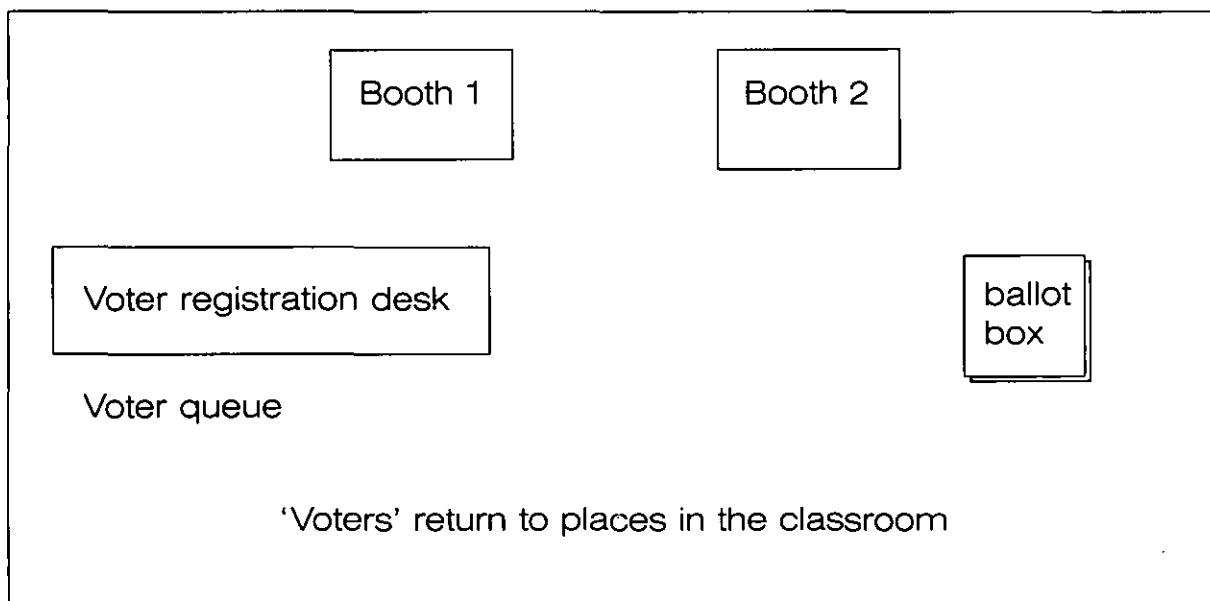 Booth 1
Booth 2
Voter registration desk
ballot
box
Voter queue
‘Voters’ return to places in the classroom